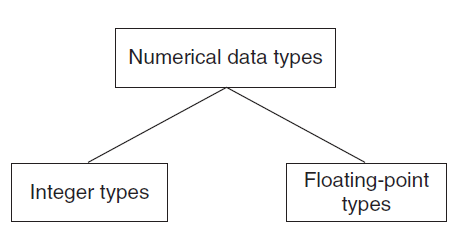 Numerical data types
Integer types
Floating-point
types